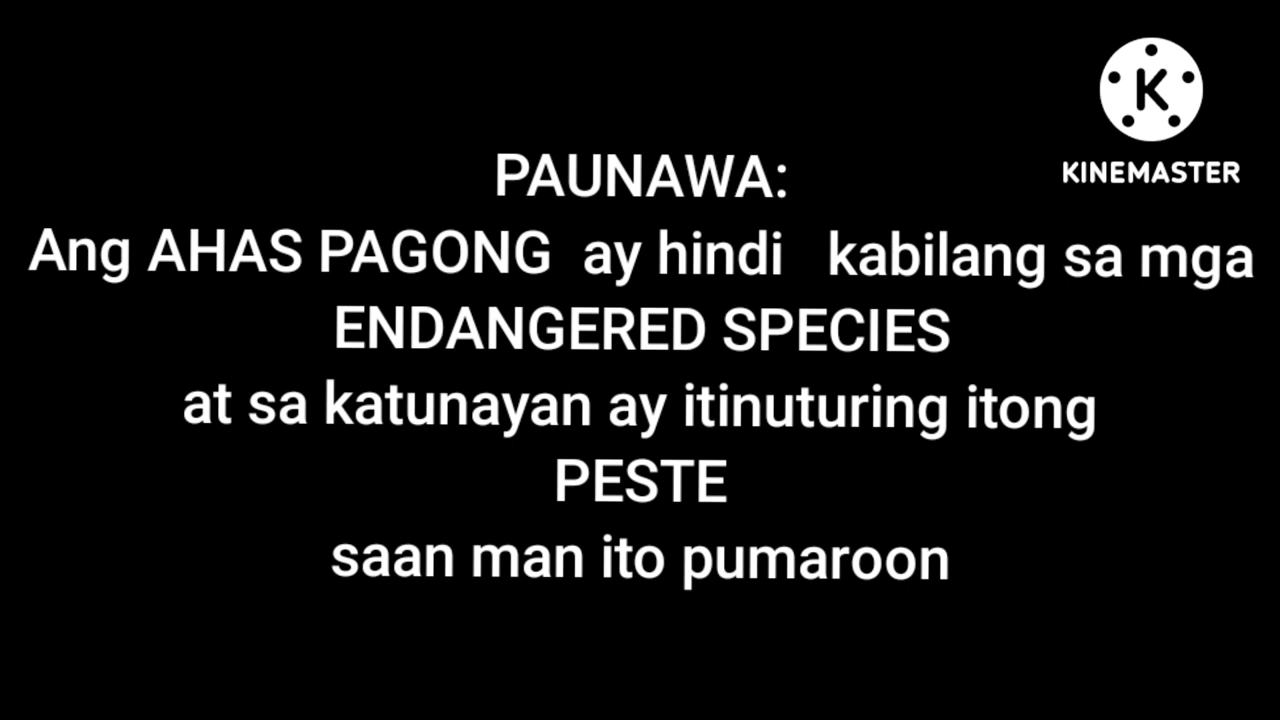 KINEMASTER
PAUNAWA:
Ang AHAS PAGONG ay hindi kabilang sa mga
ENDANGERED SPECIES
at sa katunayan ay itinuturing itong
PESTE
saan man ito pumaroon